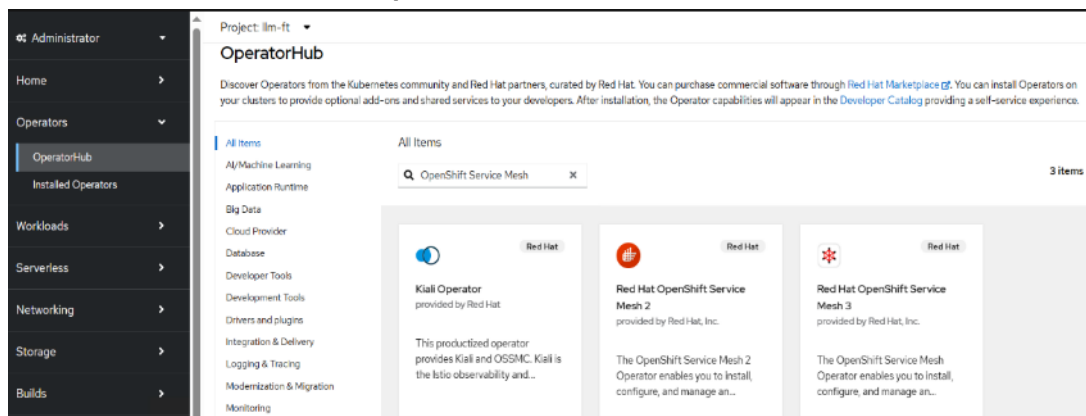 Administrator
Home
Operators
OperatorHub
Installed Operators
Workloads
Serverless
Networking
Storage
Builds
Project: llm-ft
OperatorHub
Discover Operators from the Kubernetes community and Red Hat partners, curated by Red Hat. You can purchase commercial software through Red Hat Marketplace. You can install Operators on
your clusters to provide optional add-ons and shared services to your developers. After installation, the Operator capabilities will appear in the Developer Catalog providing a self-service experience.
All Items
AI/Machine Learning
Application Runtime
Big Data
Cloud Provider
Database
Developer Tools
Development Tools
Drivers and plugins
Integration & Delivery
Logging & Tracing
Modernization & Migration
Monitoring
All Items
OpenShift Service Mesh
3 items
Red Hat
Kiali Operator
provided by Red Hat
This productized operator
provides Kiali and OSSMC. Kiali is
the Istio observability and...
Red Hat
Red Hat OpenShift Service
Mesh 2
provided by Red Hat, Inc.
The OpenShift Service Mesh 2
Operator enables you to install,
configure, and manage an...
Red Hat
Red Hat OpenShift Service
Mesh 3
provided by Red Hat, Inc.
The OpenShift Service Mesh
Operator enables you to install,
configure, and manage an...